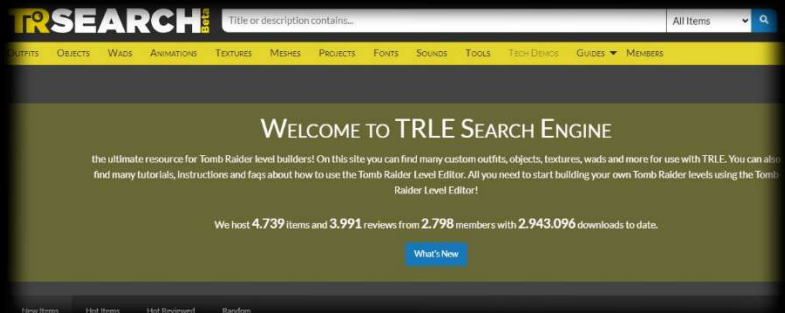 TRSEARCH Beta Title or description contains... All Items
OUTFITS OBJECTS WADS ANIMATIONS TEXTURES MESHES PROJECTS FONTS SOUNDS TOOLS TECH DEMOS GUIDES MEMBERS
WELCOME TO TRLE SEARCH ENGINE
the ultimate resource for Tomb Raider level builders! On this site you can find many custom outfits, objects, textures, wads and more for use with TRLE. You can also
find many tutorials, instructions and faqs about how to use the Tomb Raider Level Editor. All you need to start building your own Tomb Raider levels using the Tomb
Raider Level Editor!
We host 4.739 items and 3.991 reviews from 2.798 members with 2.943.096 downloads to date.
What's New
New Items Hot Items Hot Reviewed Random